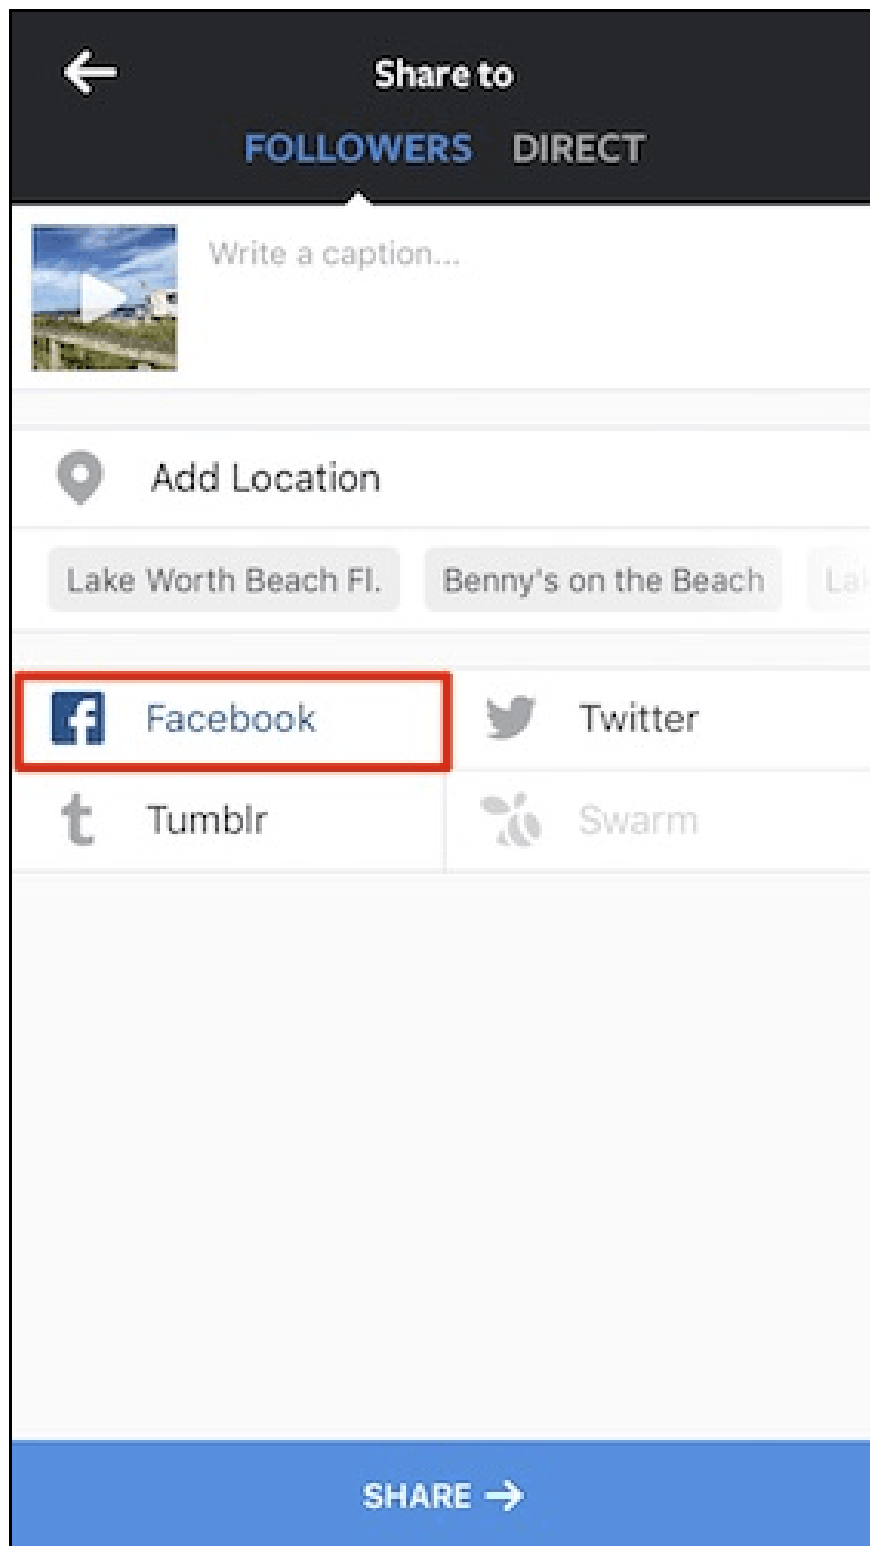 Share to
FOLLOWERS DIRECT
Write a caption...
Add Location
Lake Worth Beach Fl. Benny's on the Beach
Facebook Twitter
Tumblr Swarm
SHARE